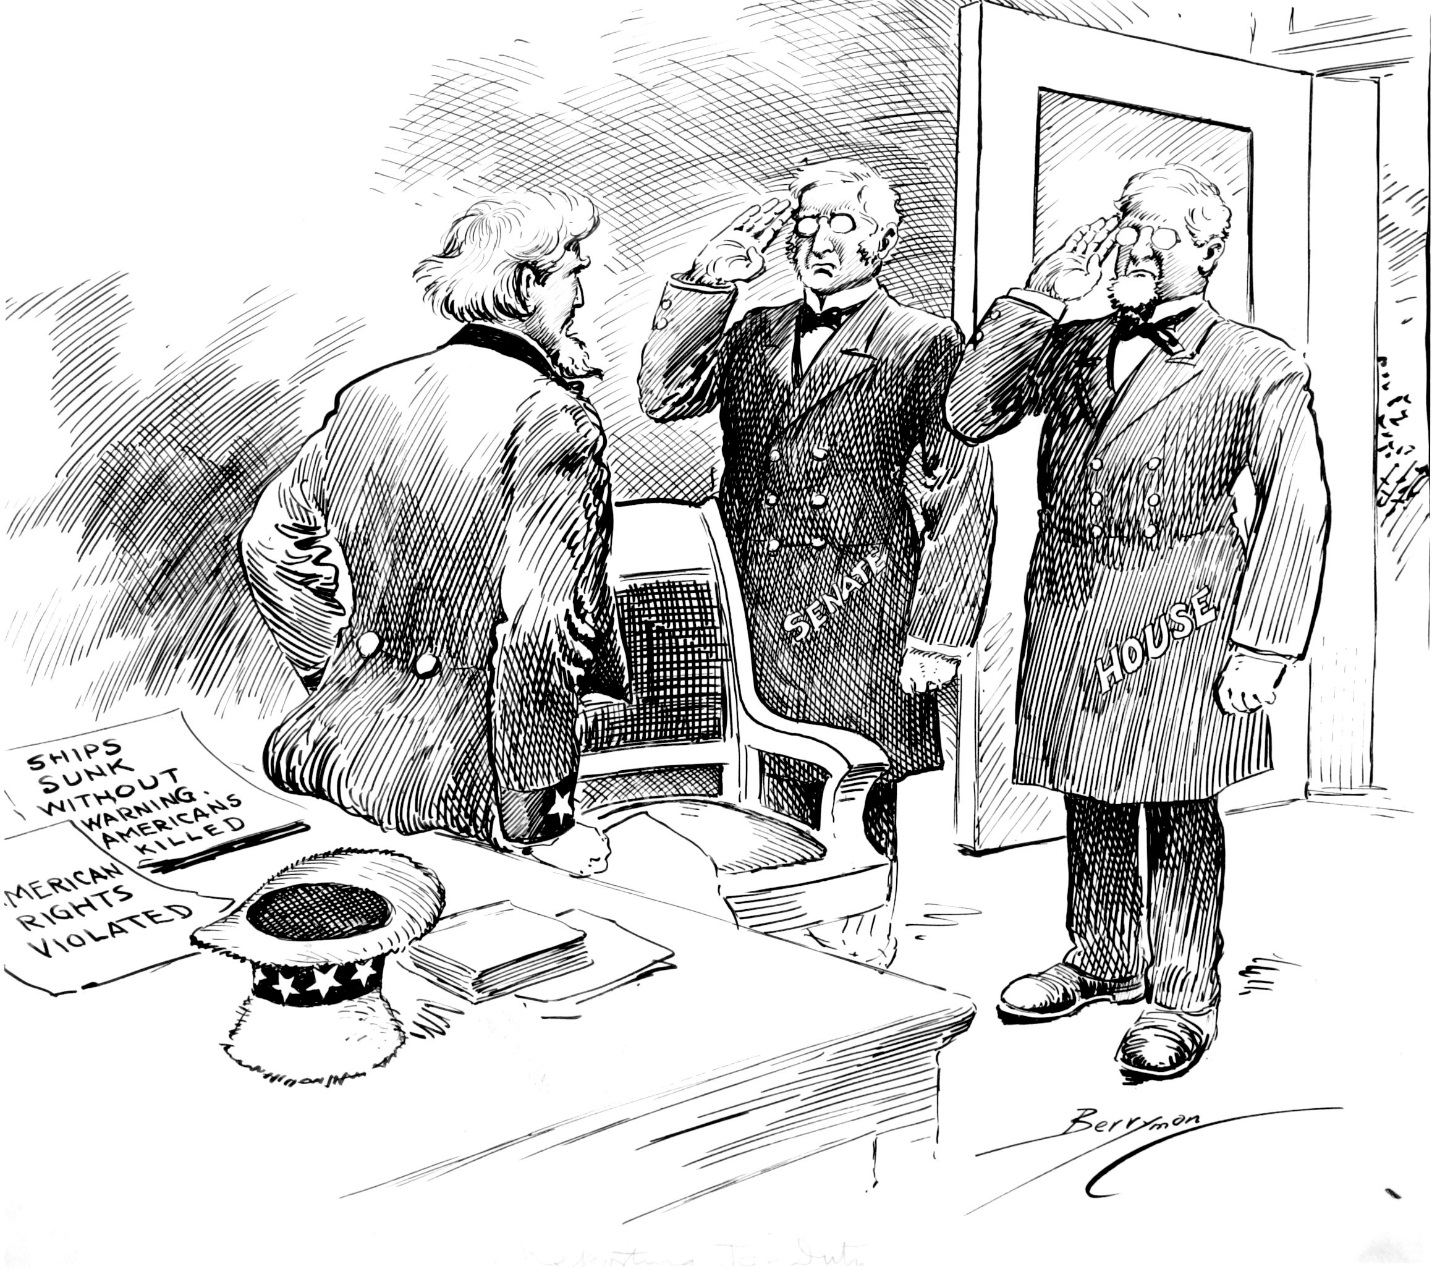 SHIPS
SUNK
WITHOUT
WARNING.
AMERICANS
KILLED
MERICAN
RIGHTS
VIOLATED
SENATE
HOUSE
Berryman